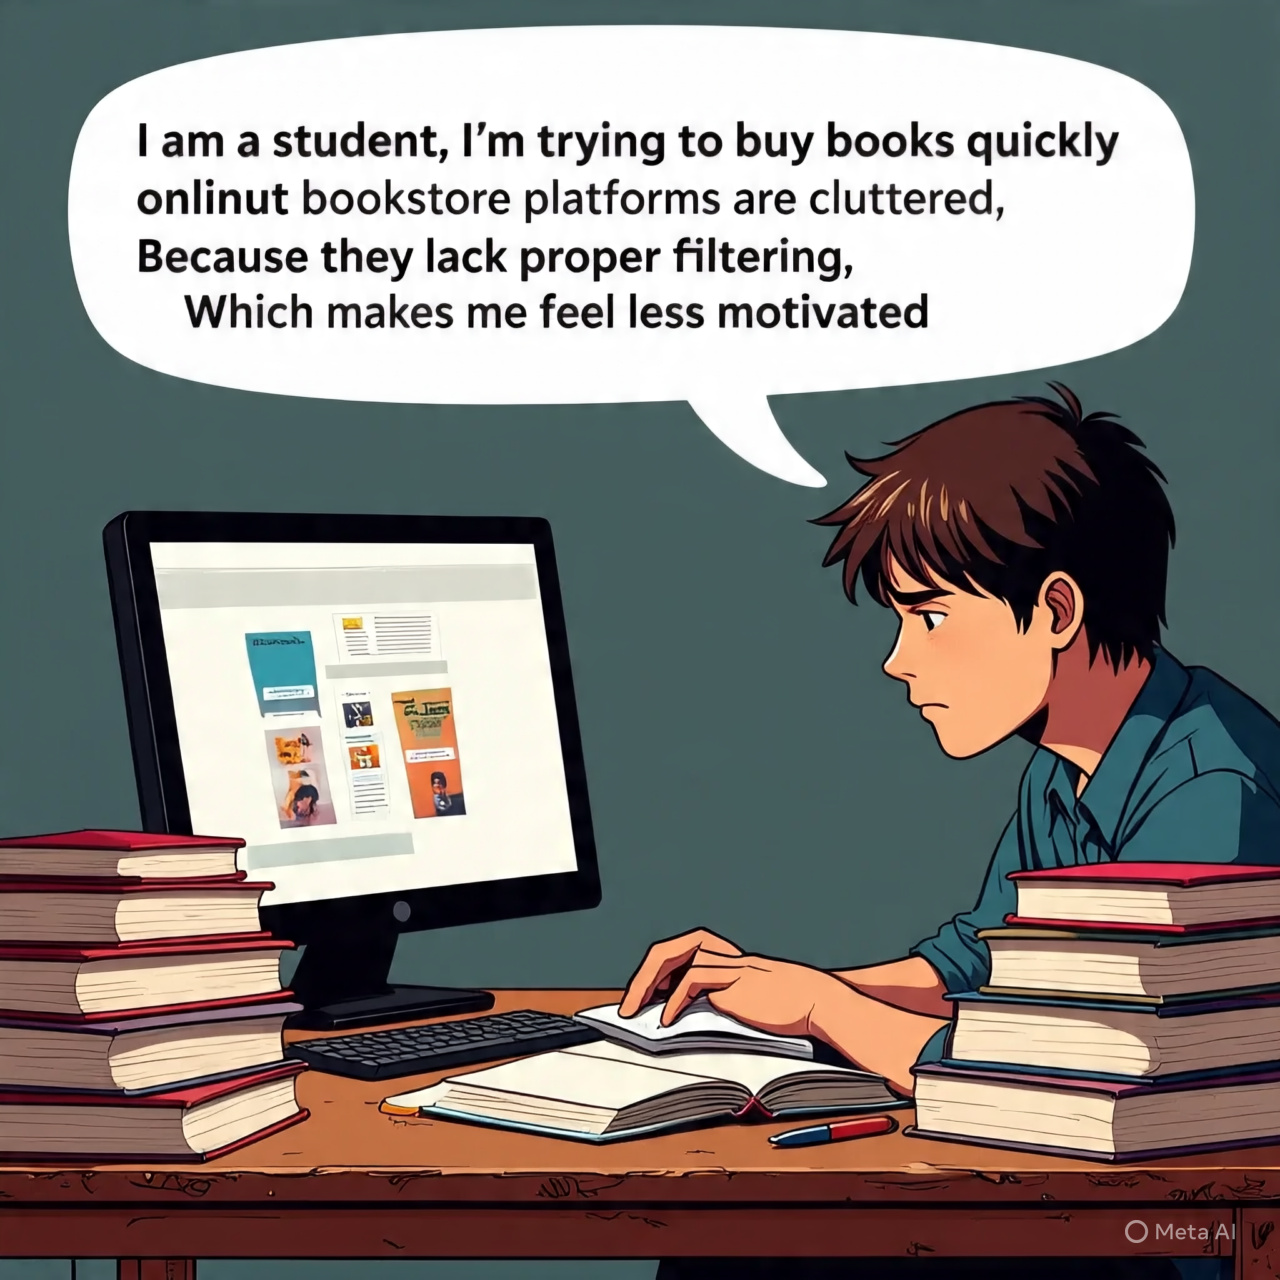 I am a student, I'm trying to buy books quickly
onlinut bookstore platforms are cluttered,
Because they lack proper filtering,
Which makes me feel less motivated
Meta AI